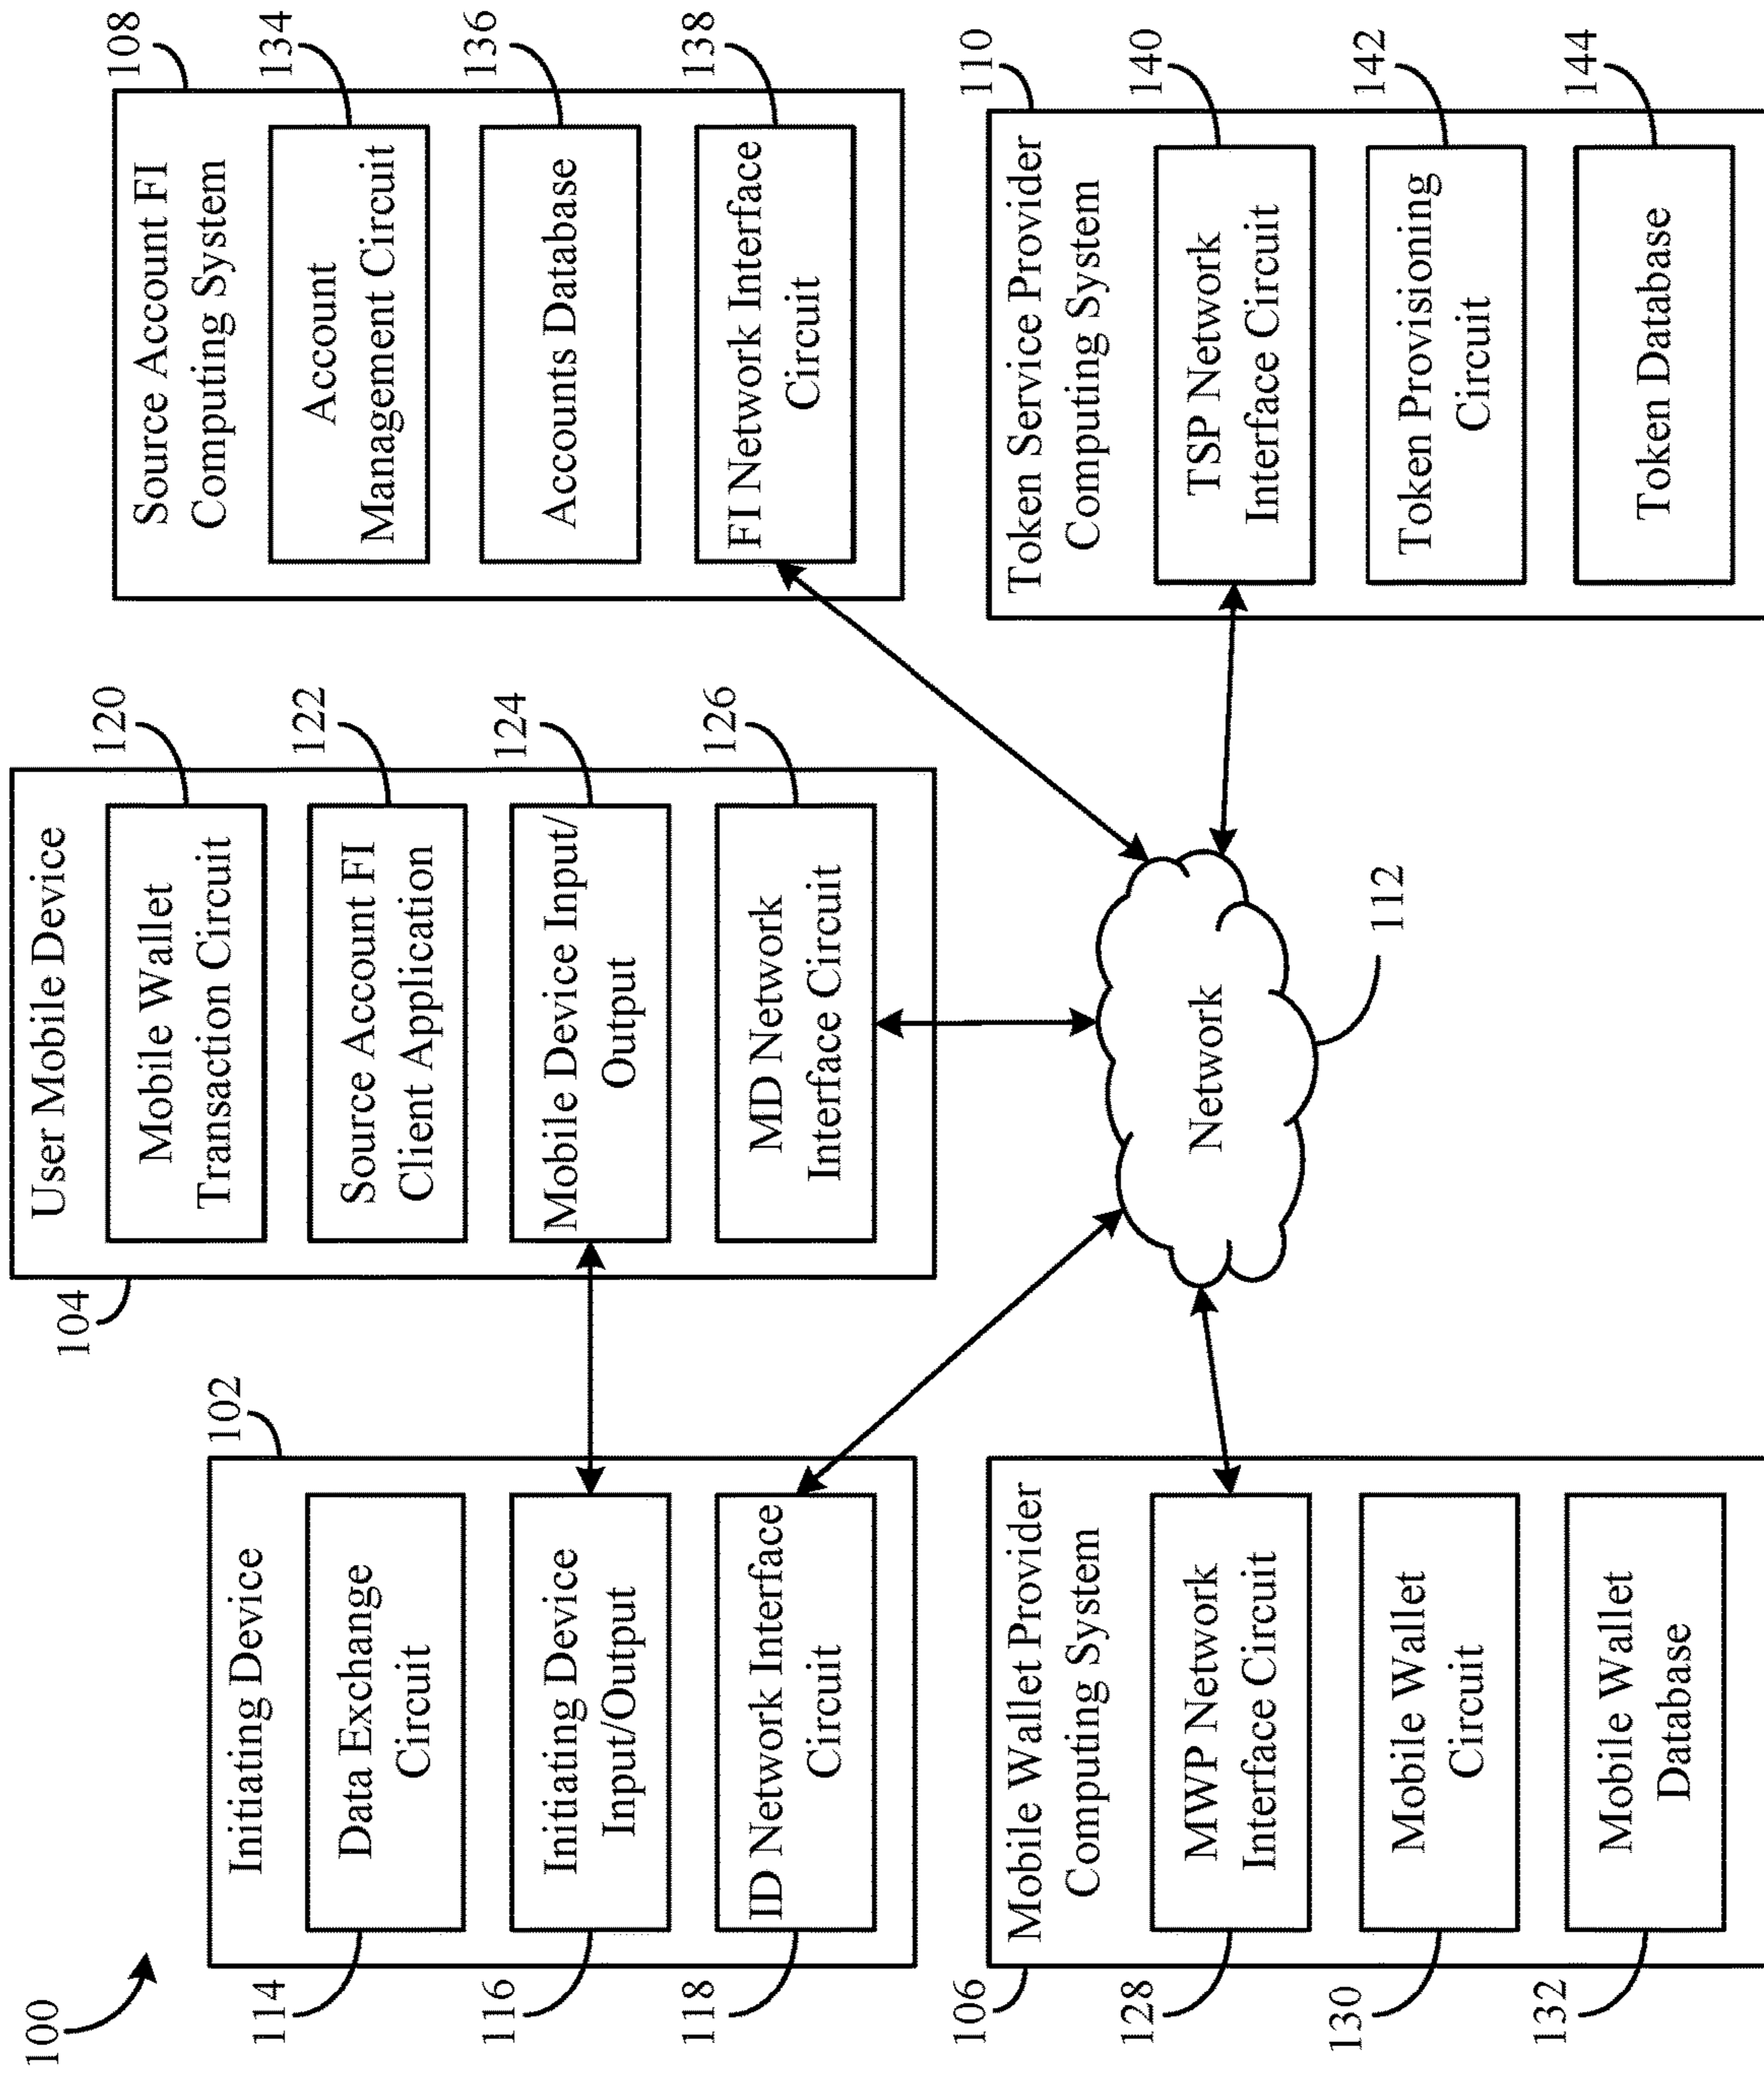 100
102
Initiating Device
114
Data Exchange
Circuit
116
Initiating Device
Input/Output
118
ID Network Interface
Circuit
104
User Mobile Device
120
Mobile Wallet
Transaction Circuit
122
Source Account FI
Client Application
124
Mobile Device Input/
Output
126
MD Network
Interface Circuit
108
Source Account FI
Computing System
134
Account
Management Circuit
136
Accounts Database
138
FI Network Interface
Circuit
106
Mobile Wallet Provider
Computing System
128
MWP Network
Interface Circuit
130
Mobile Wallet
Circuit
132
Mobile Wallet
Database
Network
112
110
Token Service Provider
Computing System
140
TSP Network
Interface Circuit
142
Token Provisioning
Circuit
144
Token Database